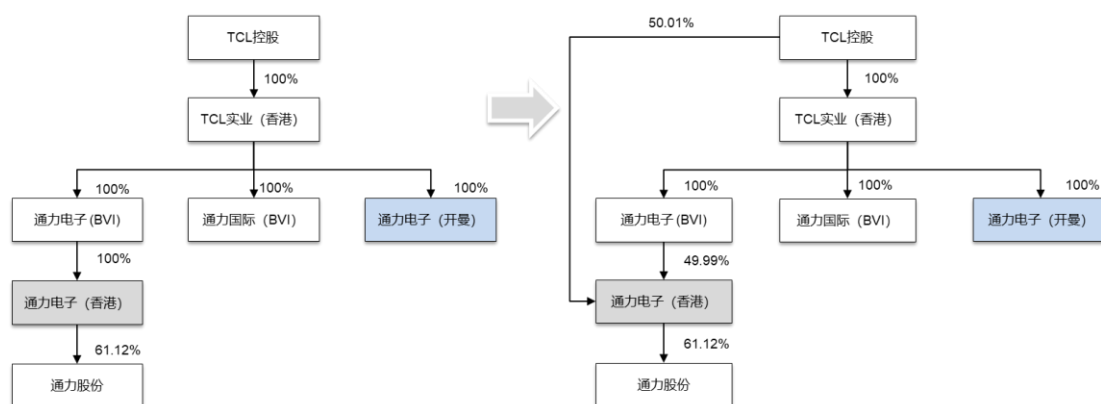 TCL控股
100%
TCL实业（香港）
100%
100%
100%
通力电子(BVI)
通力国际（BVI）
通力电子（开曼）
100%
通力电子（香港）
61.12%
通力股份
50.01%
TCL控股
100%
TCL实业（香港）
100%
100%
100%
通力电子(BVI)
通力国际（BVI）
通力电子（开曼）
49.99%
通力电子（香港）
61.12%
通力股份